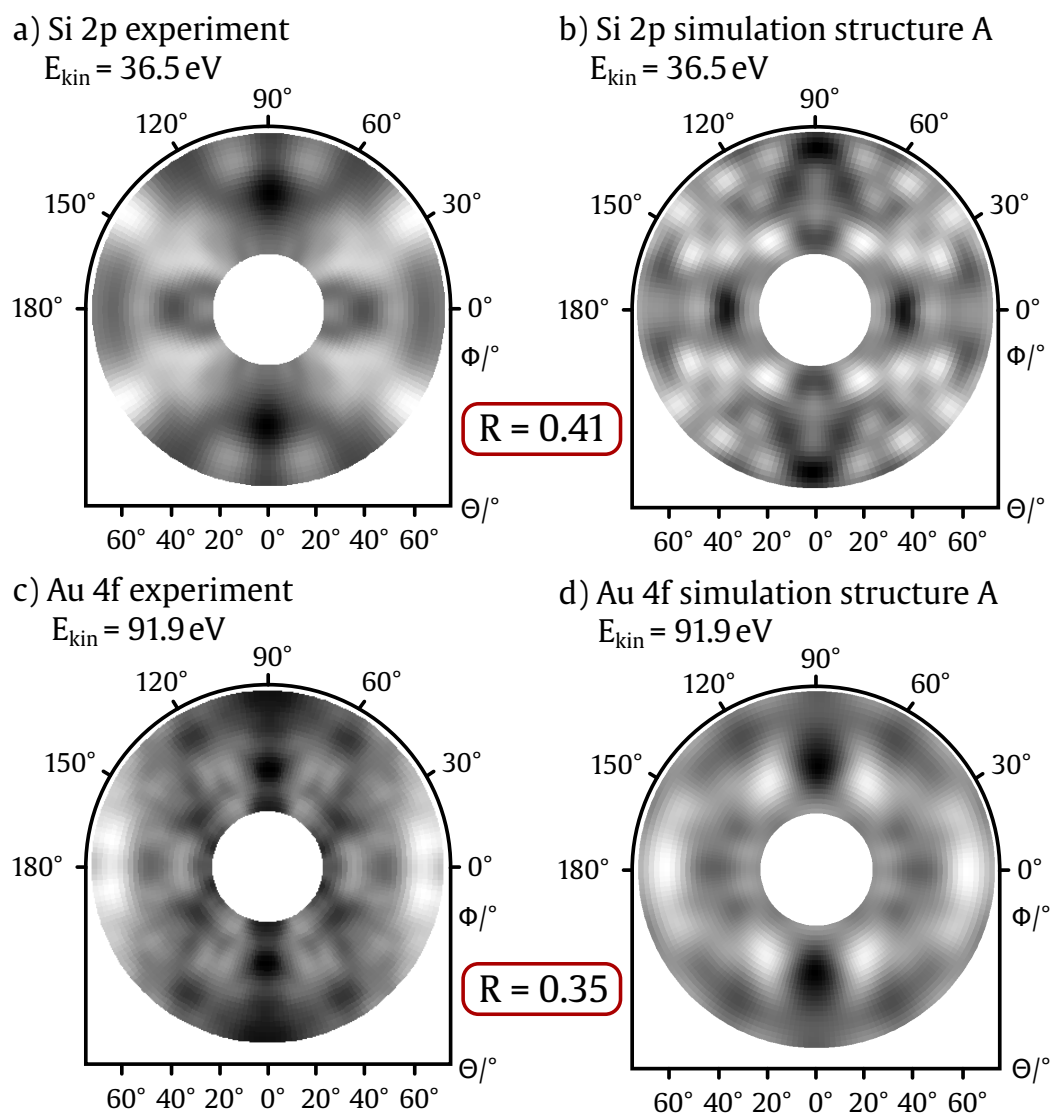 a) Si 2p experiment
E_kin = 36.5 eV
90°
120° 60°
150° 30°
180° 0°
Φ/°
Θ/°
60° 40° 20° 0° 20° 40° 60°
b) Si 2p simulation structure A
E_kin = 36.5 eV
90°
120° 60°
150° 30°
180° 0°
Φ/°
Θ/°
60° 40° 20° 0° 20° 40° 60°
R = 0.41
c) Au 4f experiment
E_kin = 91.9 eV
90°
120° 60°
150° 30°
180° 0°
Φ/°
Θ/°
60° 40° 20° 0° 20° 40° 60°
d) Au 4f simulation structure A
E_kin = 91.9 eV
90°
120° 60°
150° 30°
180° 0°
Φ/°
Θ/°
60° 40° 20° 0° 20° 40° 60°
R = 0.35